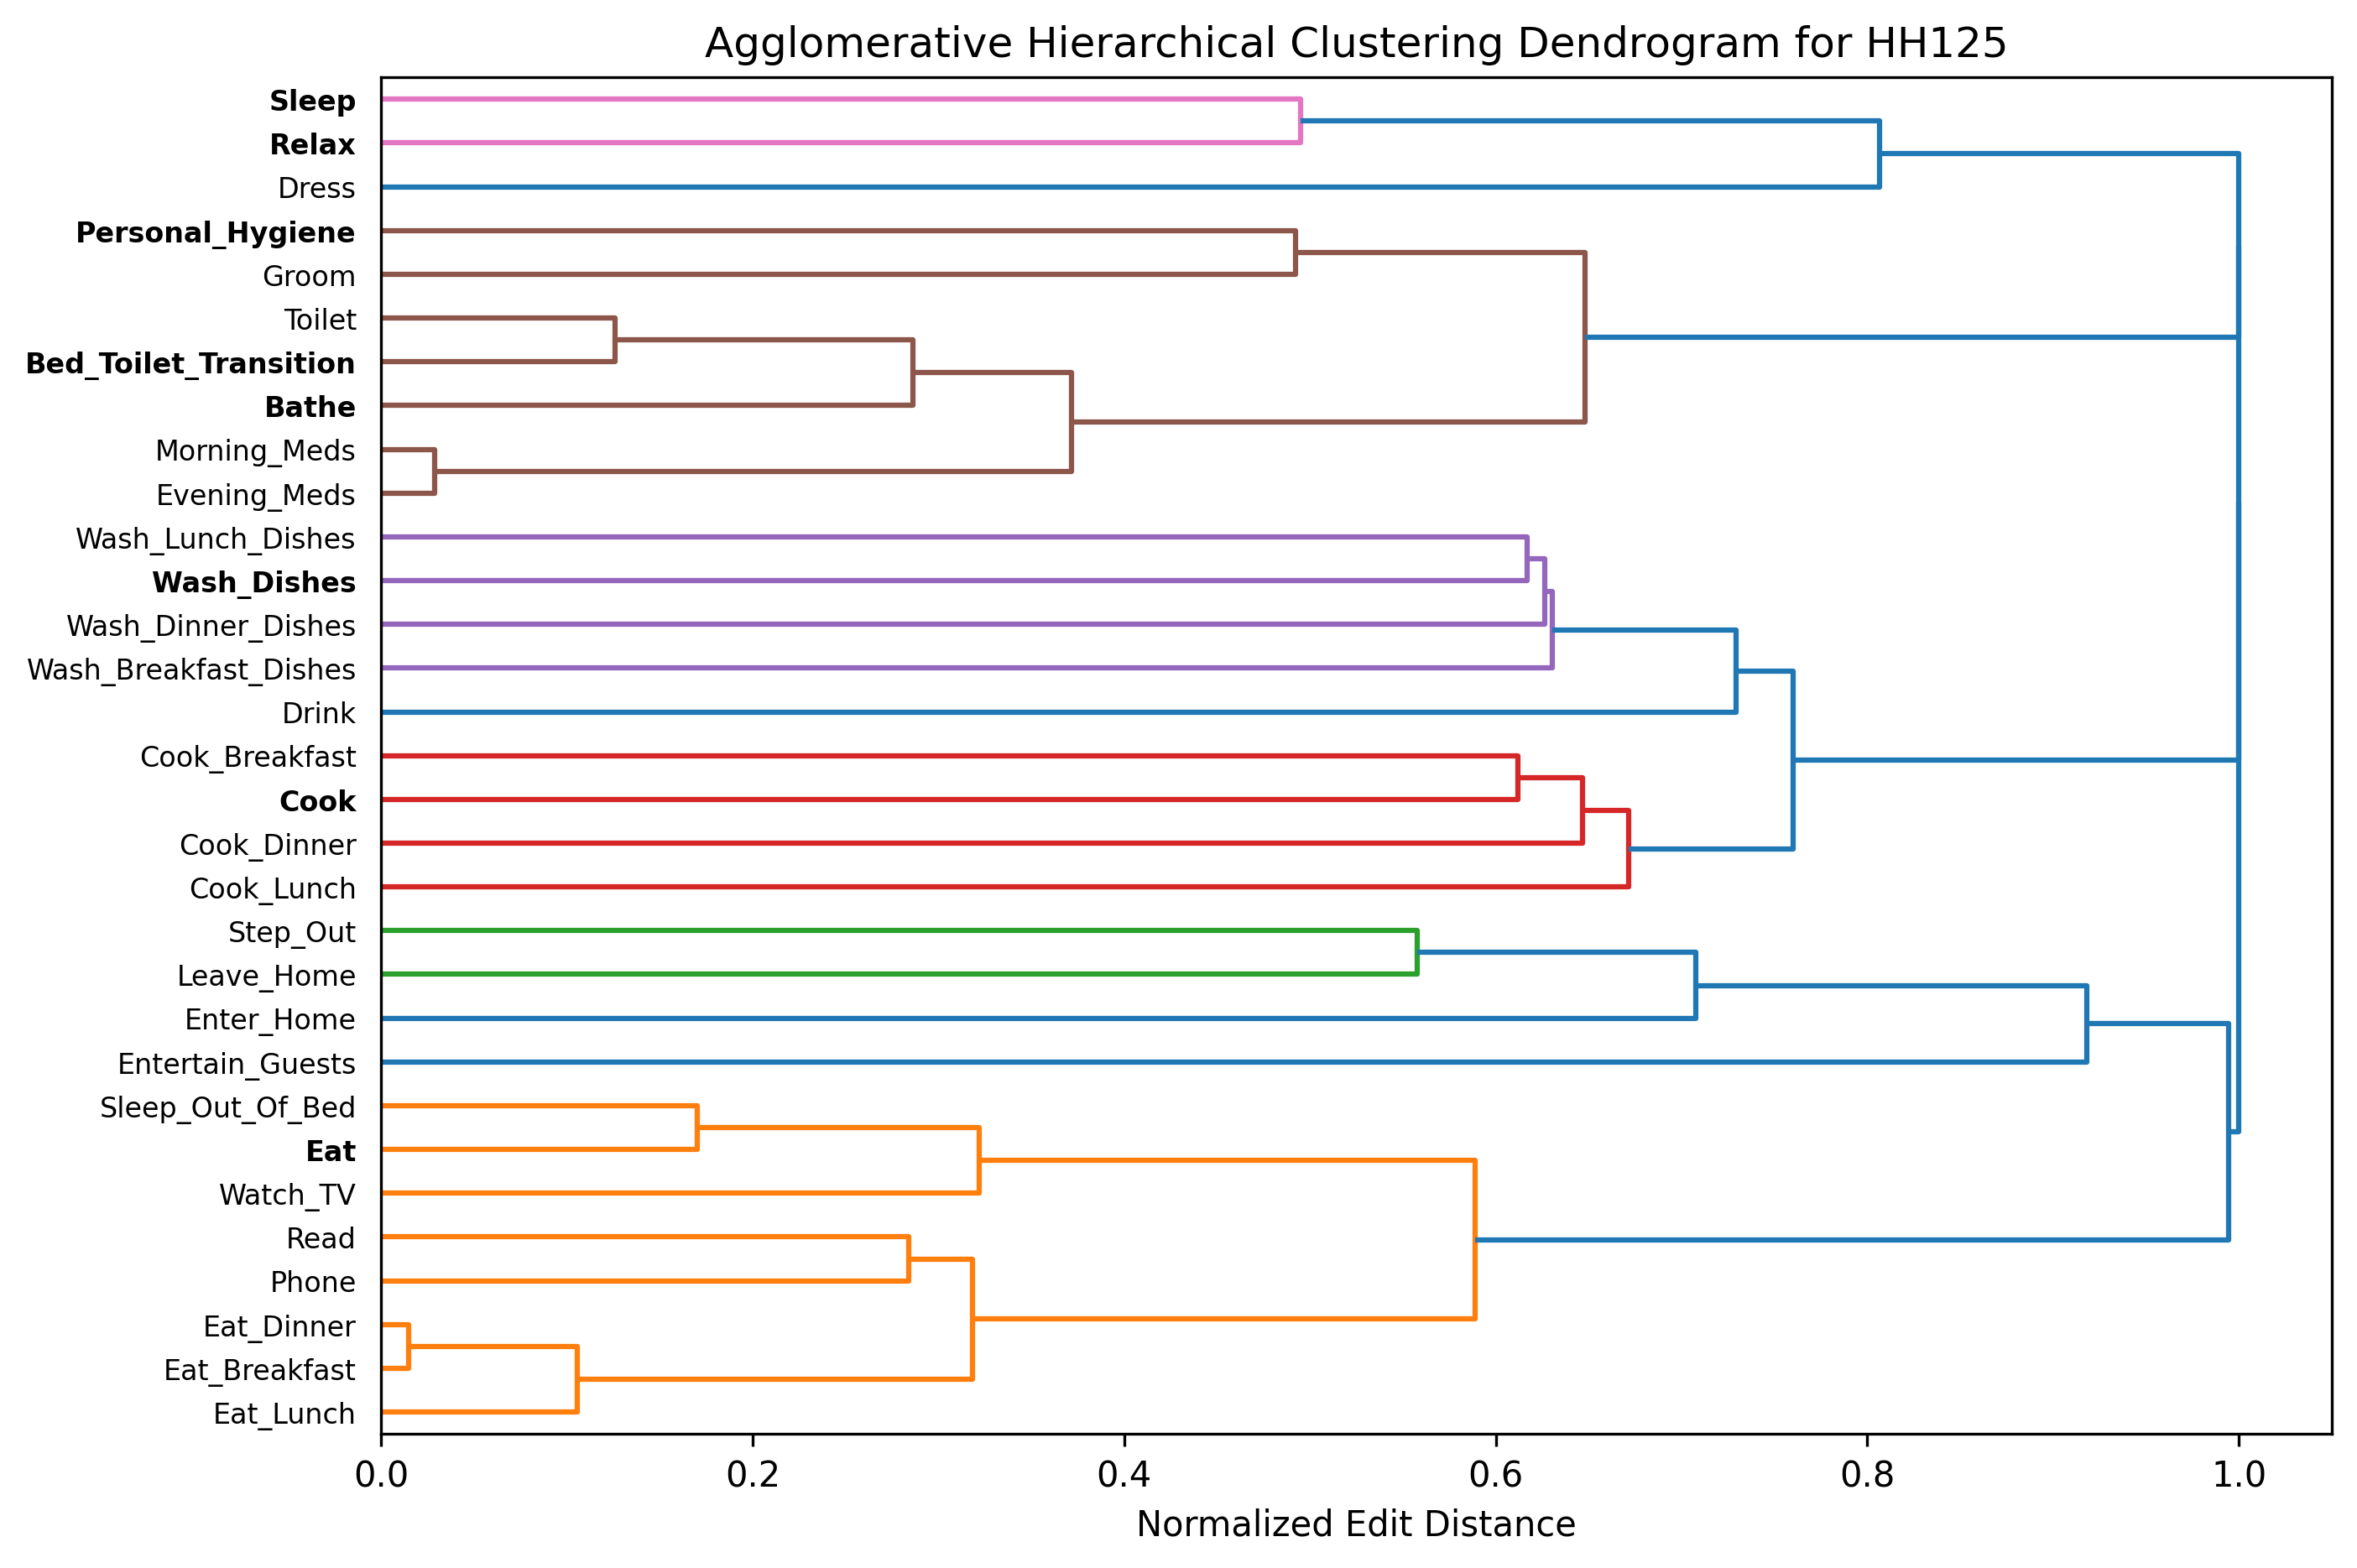 Agglomerative Hierarchical Clustering Dendrogram for HH125
Sleep
Relax
Dress
Personal_Hygiene
Groom
Toilet
Bed_Toilet_Transition
Bathe
Morning_Meds
Evening_Meds
Wash_Lunch_Dishes
Wash_Dishes
Wash_Dinner_Dishes
Wash_Breakfast_Dishes
Drink
Cook_Breakfast
Cook
Cook_Dinner
Cook_Lunch
Step_Out
Leave_Home
Enter_Home
Entertain_Guests
Sleep_Out_Of_Bed
Eat
Watch_TV
Read
Phone
Eat_Dinner
Eat_Breakfast
Eat_Lunch
0.0 0.2 0.4 0.6 0.8 1.0
Normalized Edit Distance